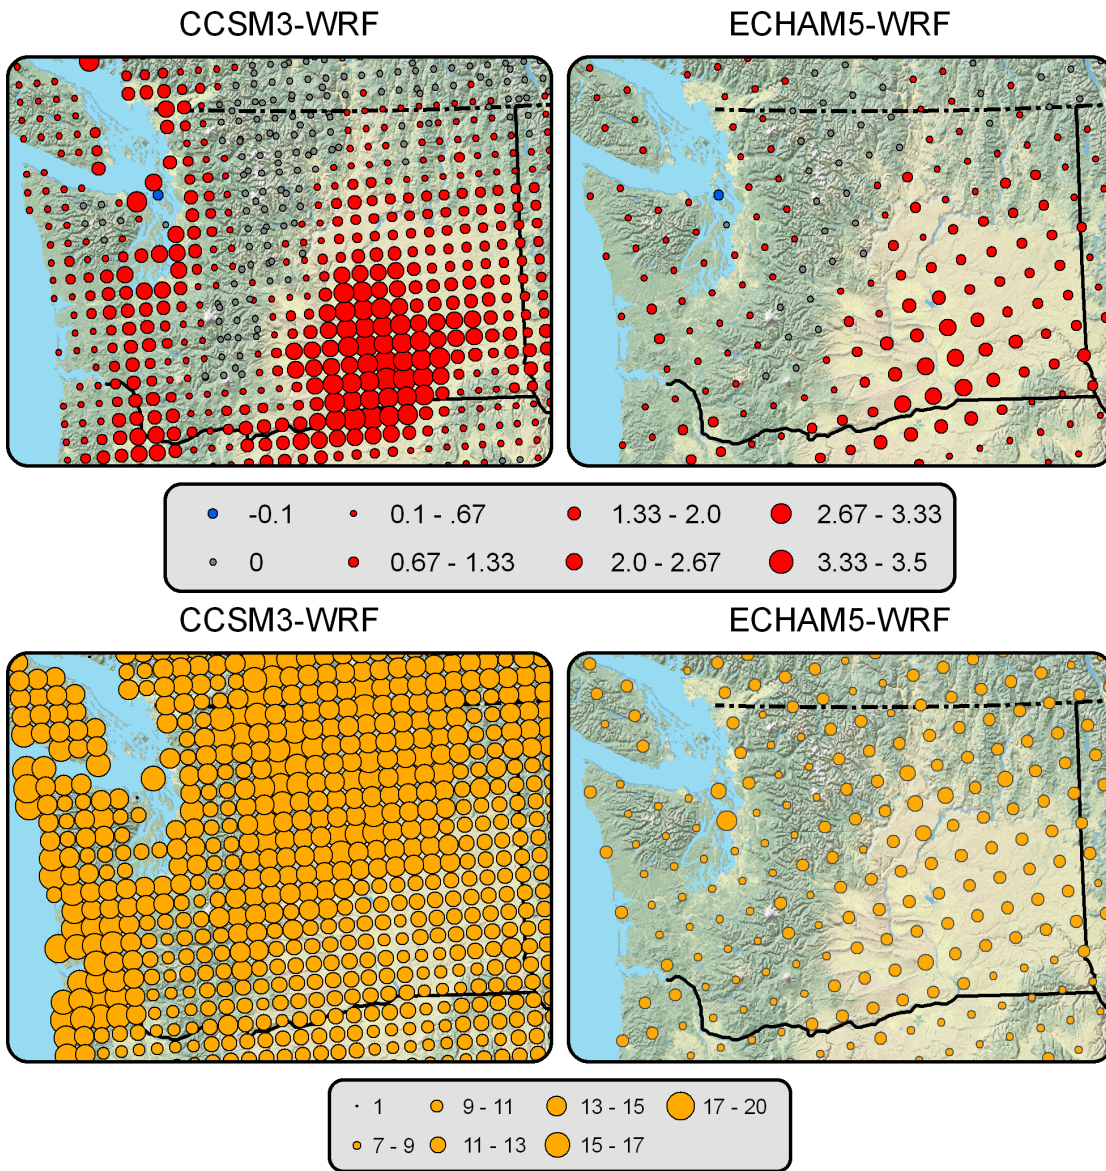 CCSM3-WRF ECHAM5-WRF
-0.1 0.1 - .67 1.33 - 2.0 2.67 - 3.33
0 0.67 - 1.33 2.0 - 2.67 3.33 - 3.5
CCSM3-WRF ECHAM5-WRF
1 9 - 11 13 - 15 17 - 20
7 - 9 11 - 13 15 - 17